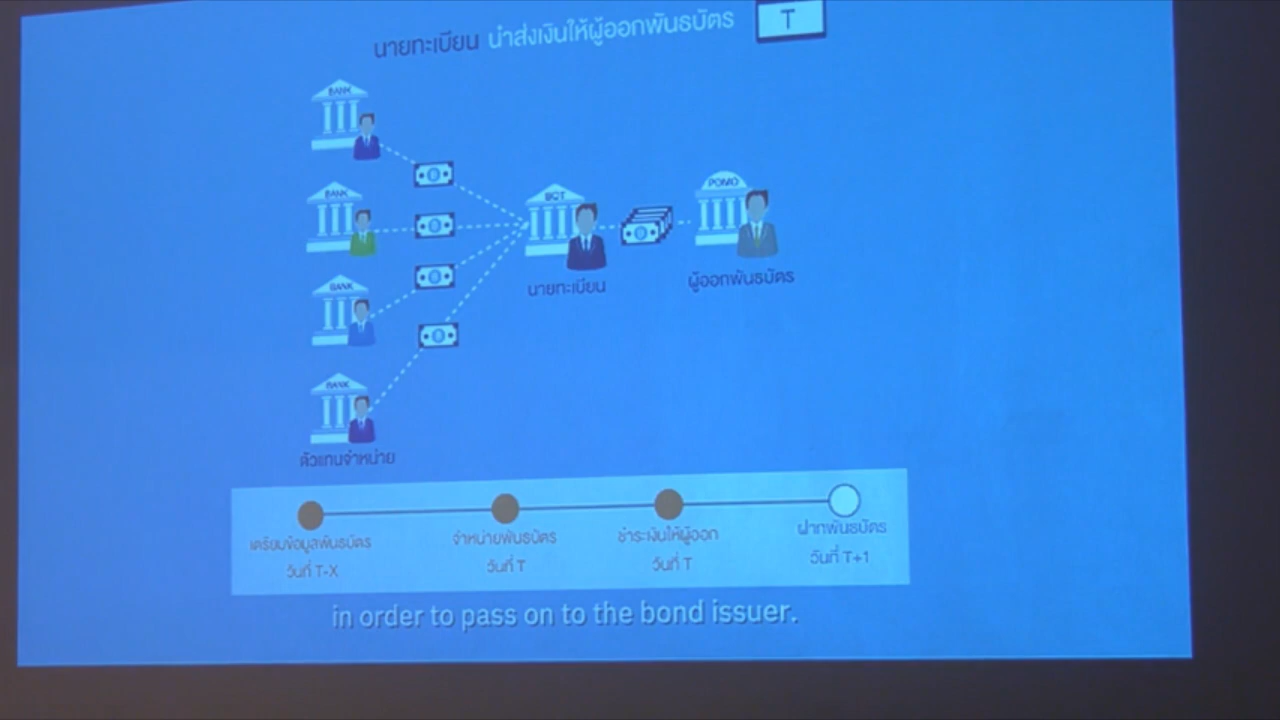 นายทะเบียน นำส่งเงินให้ผู้ออกพันธบัตร T
BANK
BANK
BOT
PDMO
นายทะเบียน
ผู้ออกพันธบัตร
BANK
BANK
ตัวแทนจำหน่าย
เตรียมข้อมูลพันธบัตร
วันที่ T-X
จำหน่ายพันธบัตร
วันที่ T
ชำระเงินให้ผู้ออก
วันที่ T
ฝากพันธบัตร
วันที่ T+1
in order to pass on to the bond issuer.